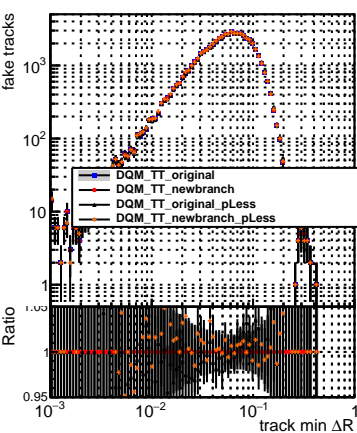 fake tracks
10³
10²
10
1
DQM_TT_original
DQM_TT_newbranch
DQM_TT_original_pLess
DQM_TT_newbranch_pLess
Ratio
1.05
1
0.95
10⁻³ 10⁻² 10⁻¹ 1
track min ΔR